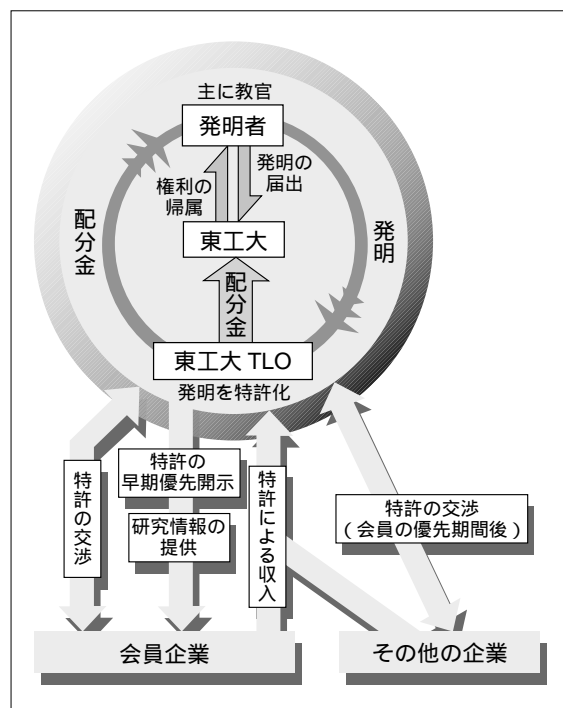 主に教官
発明者
権利の
帰属
発明の
届出
配分金
東工大
発明
配分金
東工大 TLO
発明を特許化
特許の交渉
特許の
早期優先開示
研究情報の
提供
特許による収入
特許の交渉
（会員の優先期間後）
会員企業
その他の企業